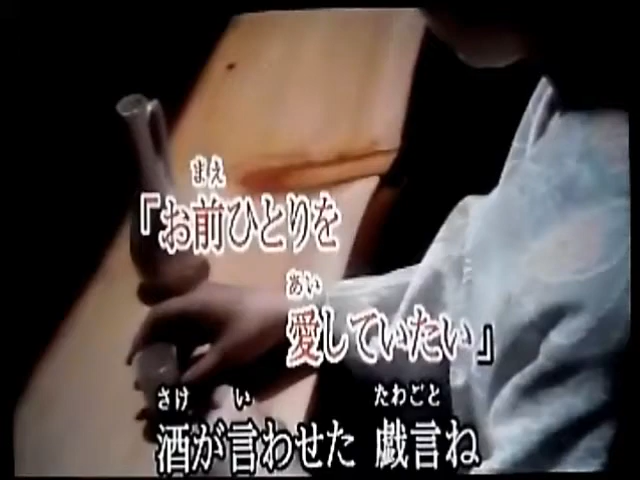 まえ
「お前ひとりを
あい
愛していたい」
さけ い たわごと
酒が言わせた 戯言ね